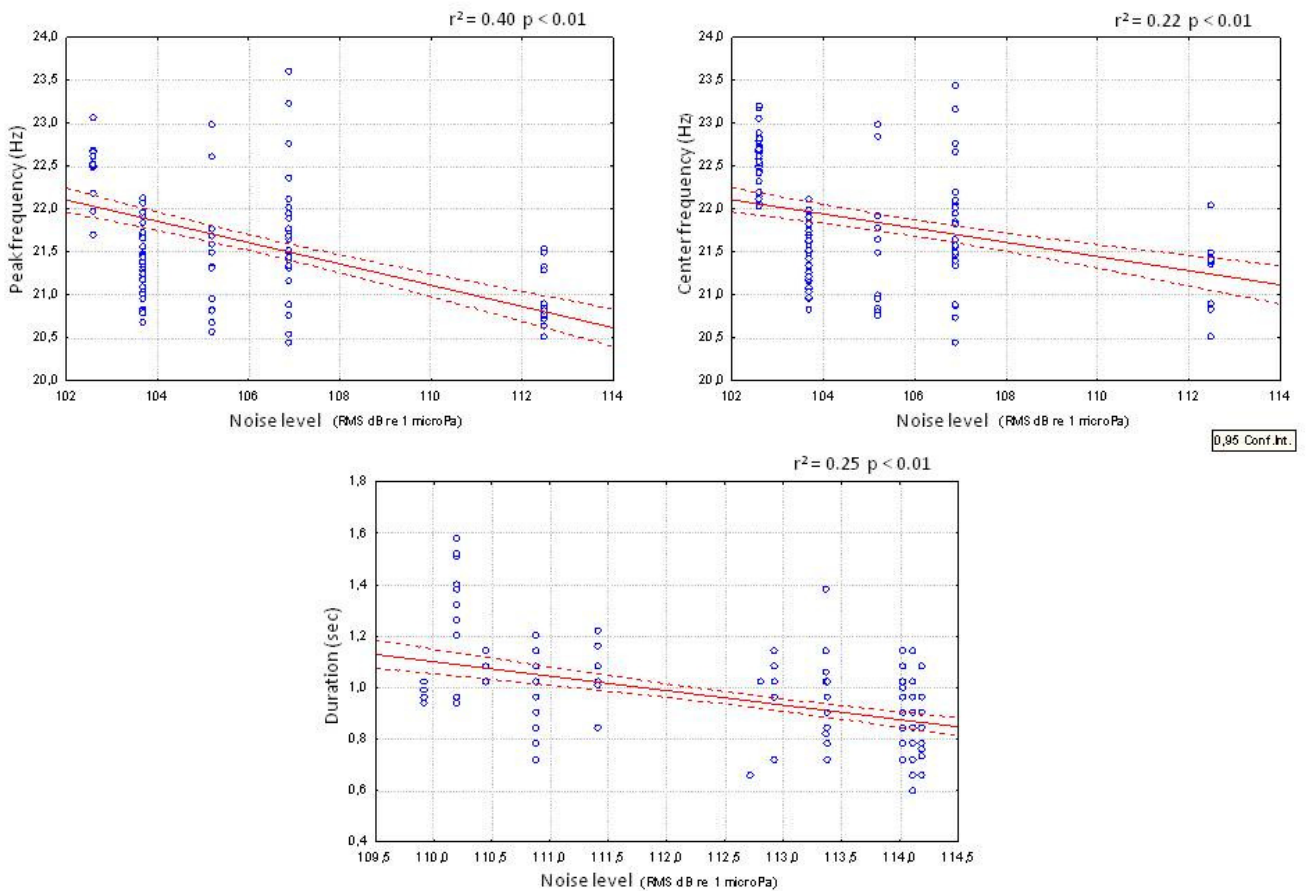 r² = 0.40 p < 0.01
24,0
23,5
23,0
22,5
22,0
21,5
21,0
20,5
20,0
Peakfrequency (Hz)
102 104 106 108 110 112 114
Noise level (RMS dB re 1 microPa)
r² = 0.22 p < 0.01
24,0
23,5
23,0
22,5
22,0
21,5
21,0
20,5
20,0
Centerfrequency (Hz)
102 104 106 108 110 112 114
Noise level (RMS dB re 1 microPa)
0,95 Conf.Int.
r² = 0.25 p < 0.01
1,8
1,6
1,4
1,2
1,0
0,8
0,6
0,4
Duration (sec)
109,5 110,0 110,5 111,0 111,5 112,0 112,5 113,0 113,5 114,0 114,5
Noise level (RMS dB re 1 microPa)